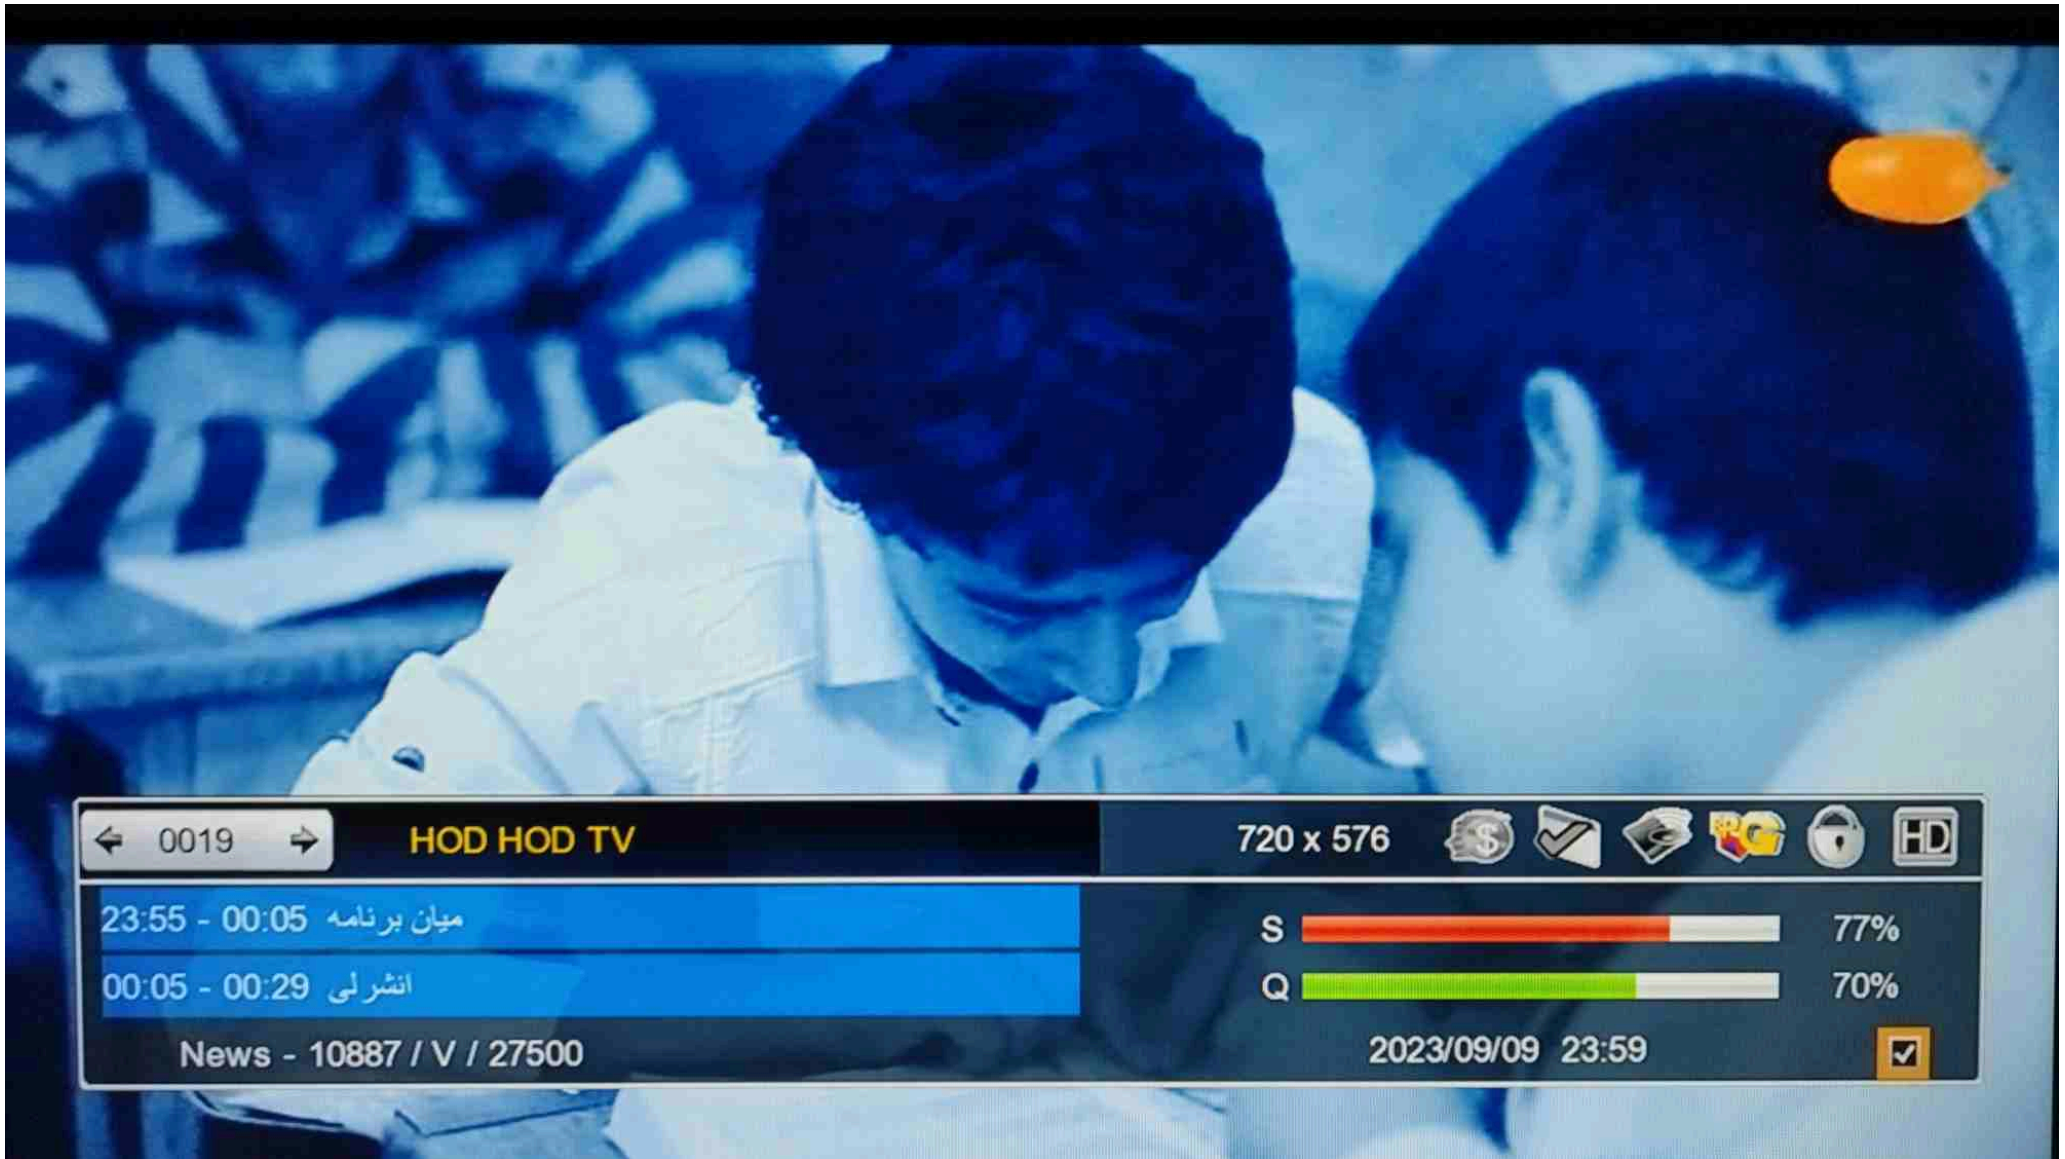 0019 HOD HOD TV 720 x 576 $ EPG HD
23:55 - 00:05 میان برنامه
S 77%
00:05 - 00:29 انشرلی
Q 70%
News - 10887 / V / 27500 2023/09/09 23:59